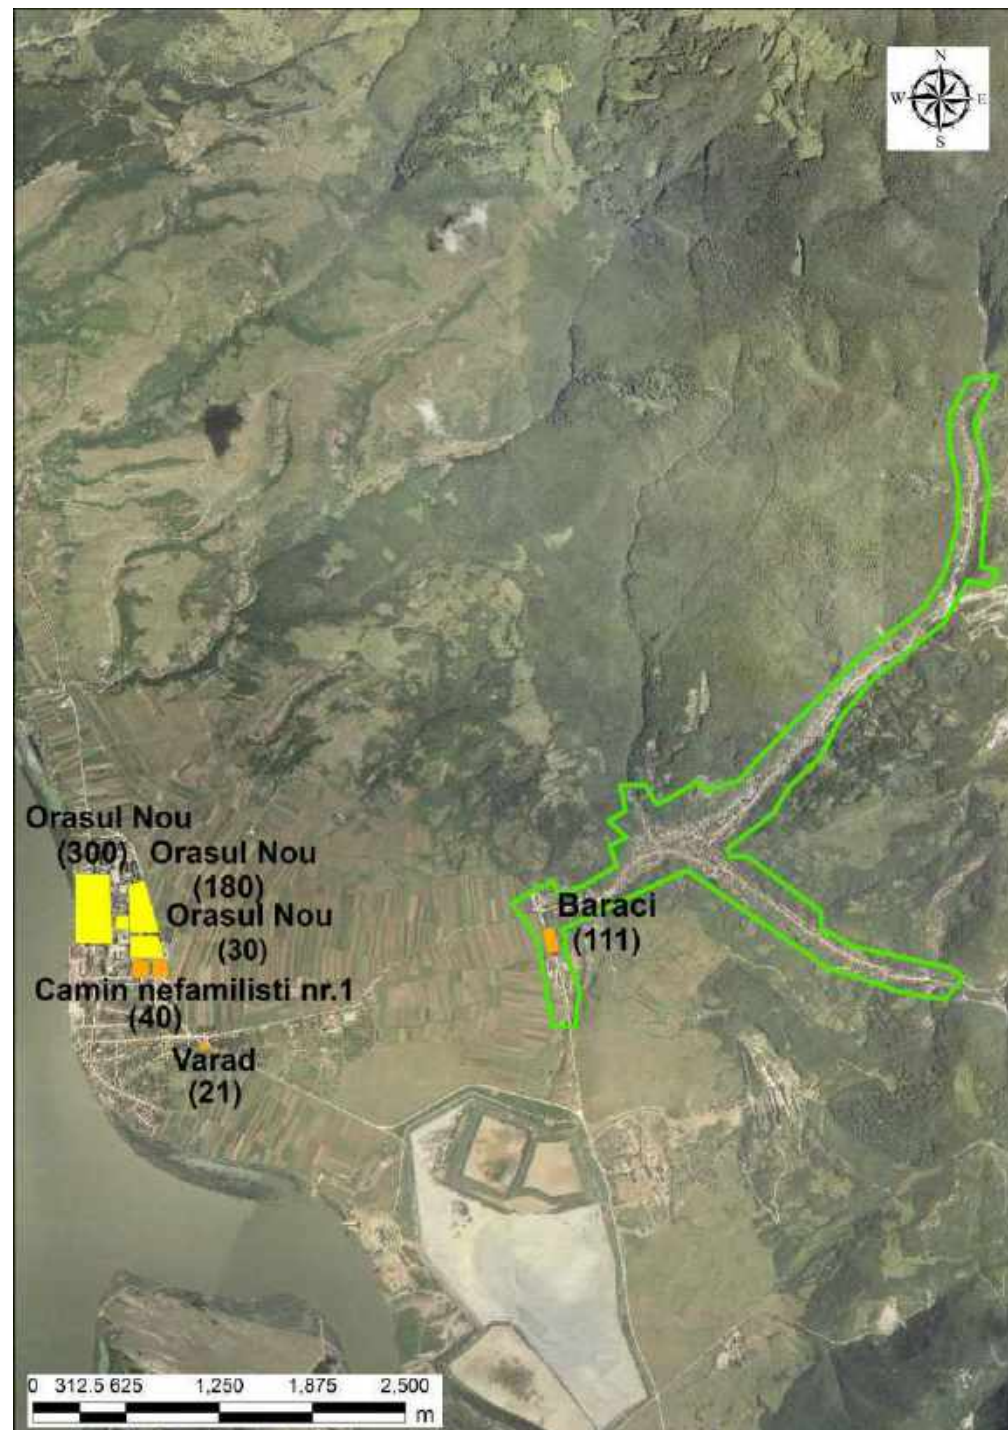 N
W E
S
Orasul Nou
(300)
Orasul Nou
(180)
Orasul Nou
(30)
Baraci
(111)
Camin nefamilisti nr.1
(40)
Varad
(21)
0 312.5 625 1,250 1,875 2,500
m